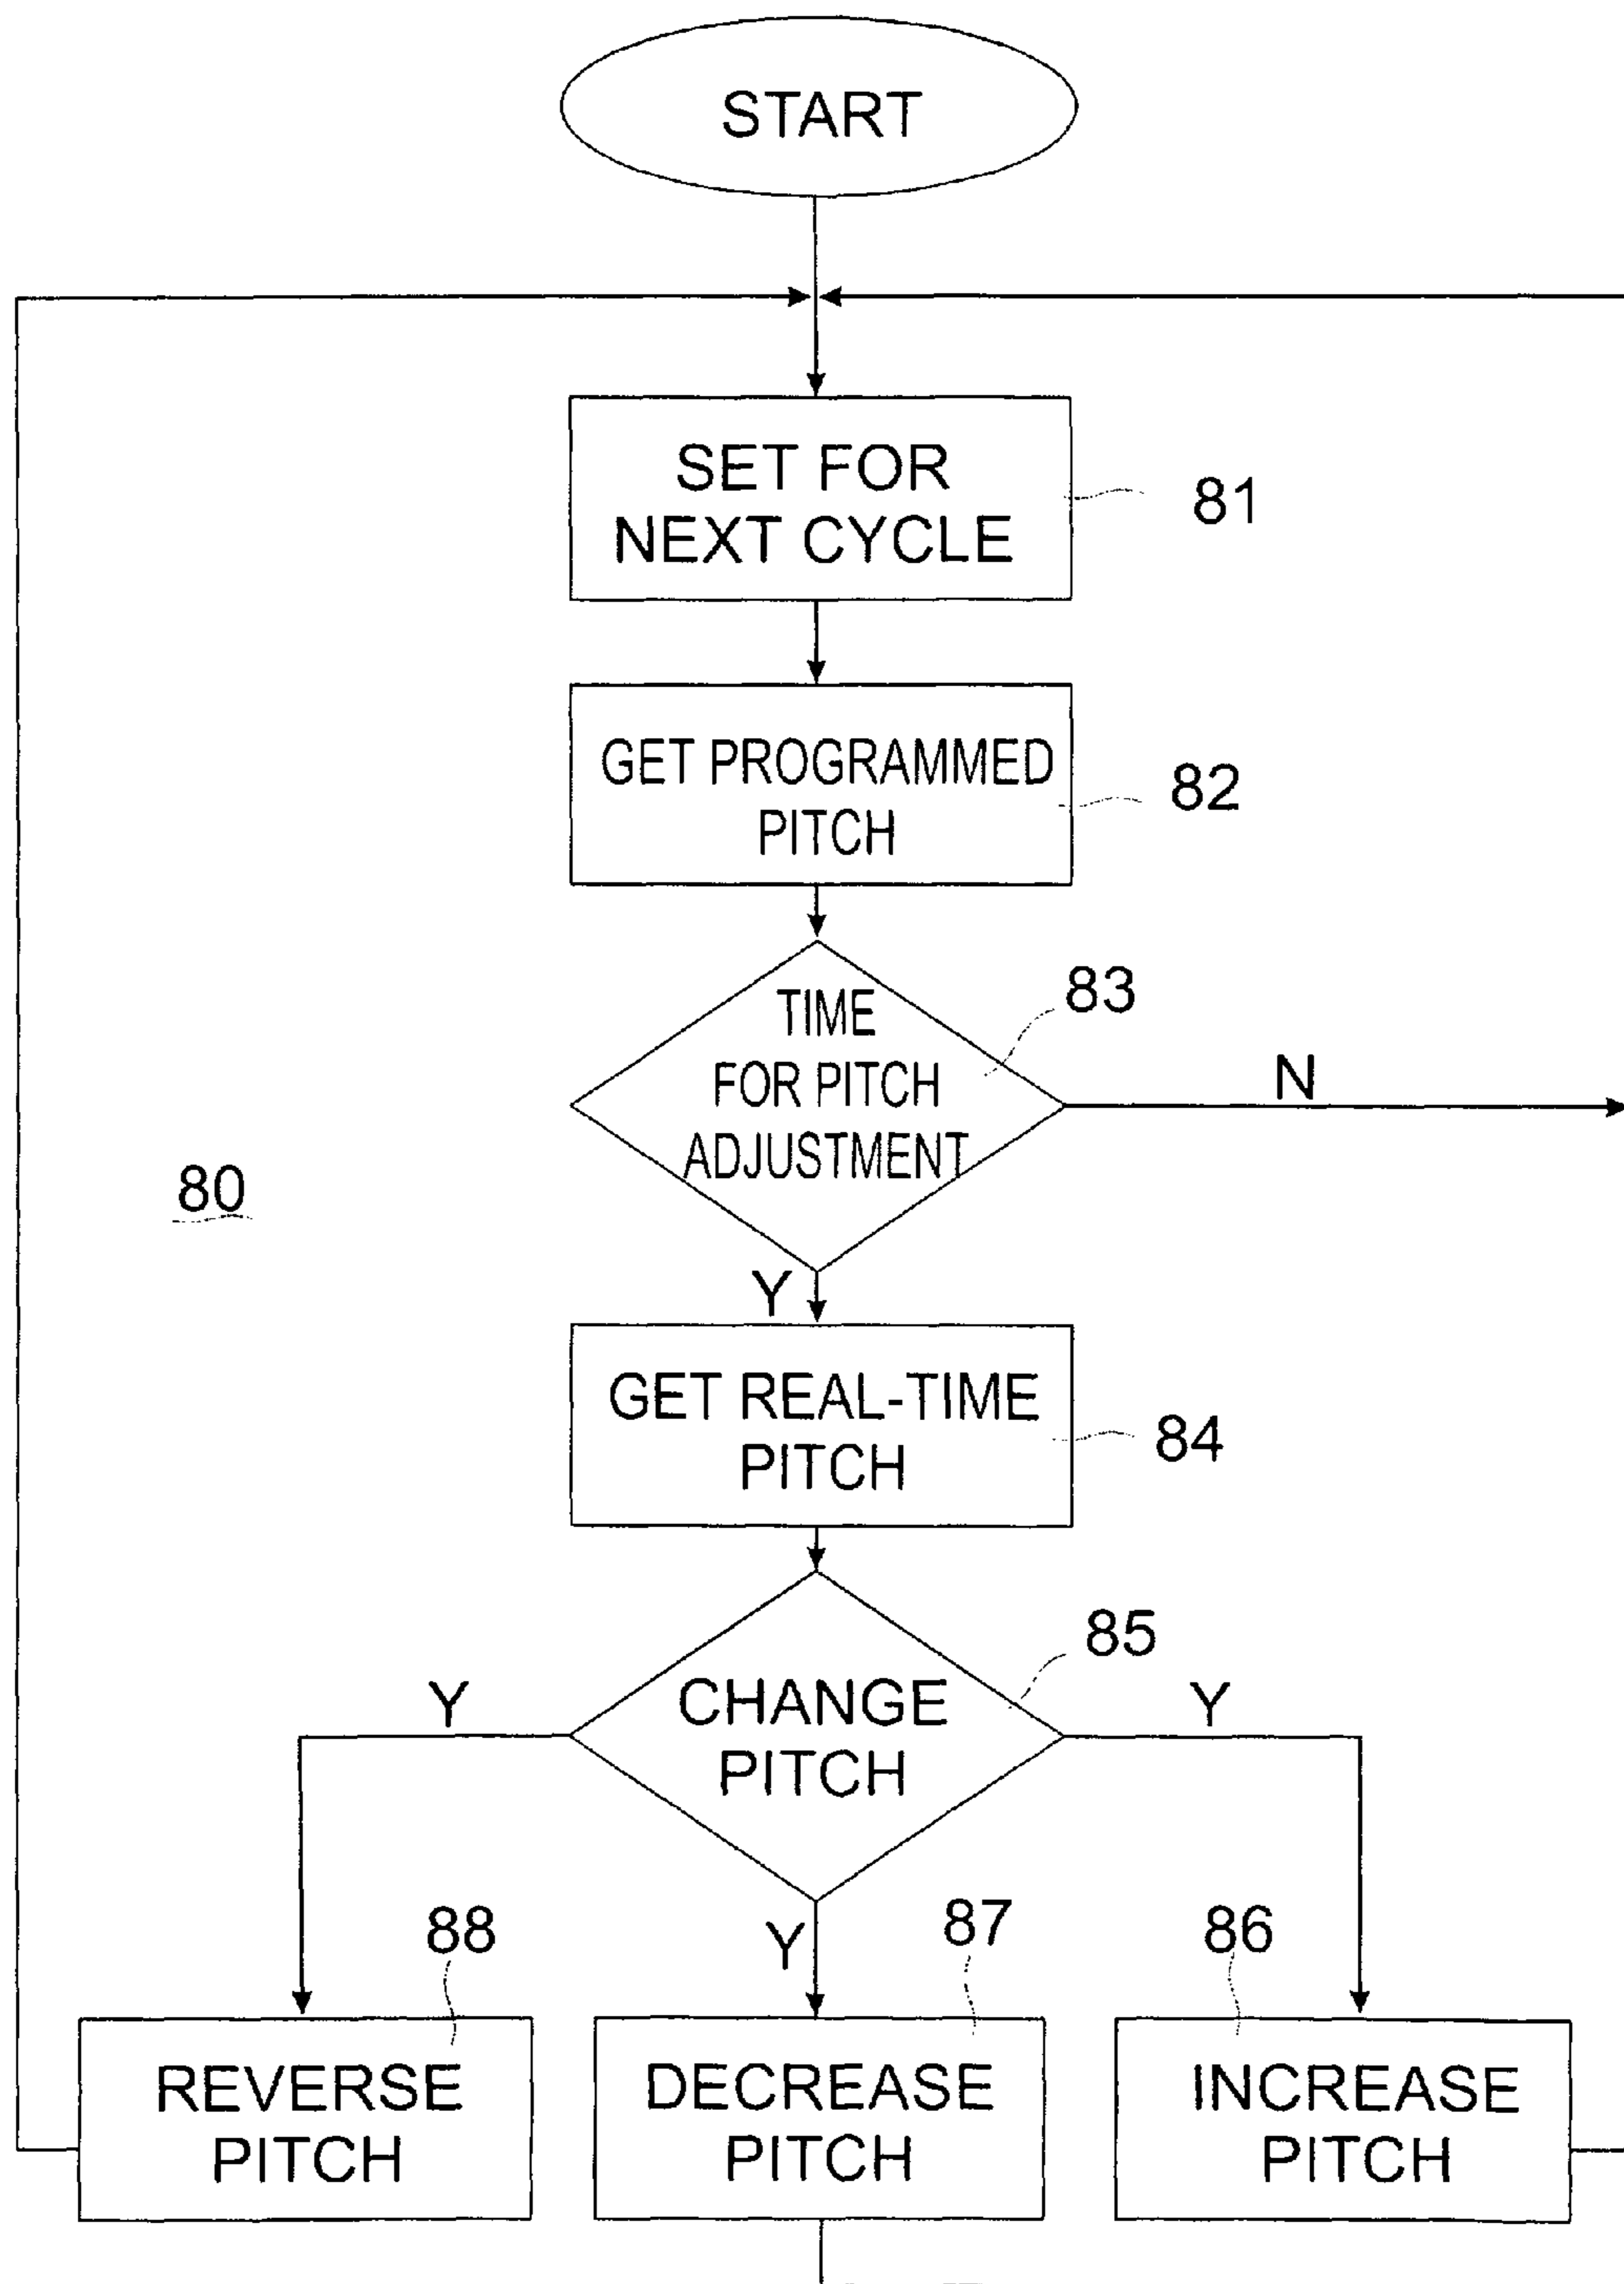 START
SET FOR
NEXT CYCLE
81
GET PROGRAMMED
PITCH
82
TIME
FOR PITCH
ADJUSTMENT
83
N
80
Y
GET REAL-TIME
PITCH
84
CHANGE
PITCH
85
Y
Y
Y
88
87
86
REVERSE
PITCH
DECREASE
PITCH
INCREASE
PITCH